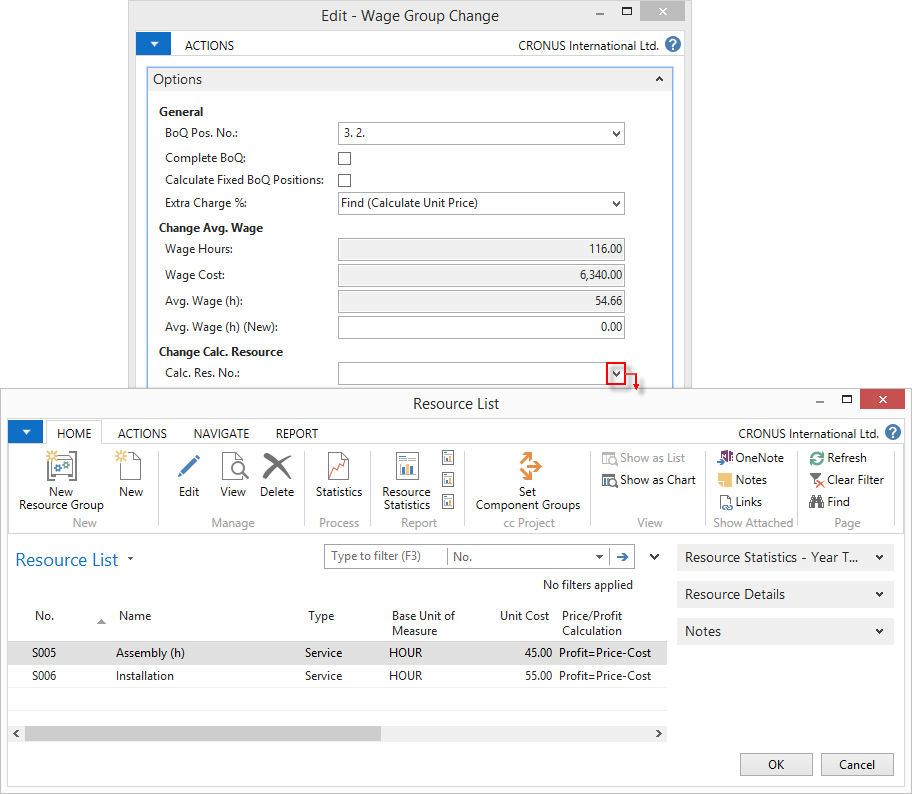 Edit - Wage Group Change
ACTIONS CRONUS International Ltd. ?
Options
General
BoQ Pos. No.: 3. 2.
Complete BoQ:
Calculate Fixed BoQ Positions:
Extra Charge %: Find (Calculate Unit Price)
Change Avg. Wage
Wage Hours: 116.00
Wage Cost: 6,340.00
Avg. Wage (h): 54.66
Avg. Wage (h) (New): 0.00
Change Calc. Resource
Calc. Res. No.:
Resource List
HOME ACTIONS NAVIGATE REPORT CRONUS International Ltd. ?
New Resource Group
New
Edit
View
Delete
Statistics
Resource Statistics
Set Component Groups
Show as List
Show as Chart
OneNote
Notes
Links
Refresh
Clear Filter
Find
New Manage Process Report cc Project View Show Attached Page
Resource List
Type to filter (F3) No.
No filters applied
No. Name Type Base Unit of Measure Unit Cost Price/Profit Calculation
S005 Assembly (h) Service HOUR 45.00 Profit=Price-Cost
S006 Installation Service HOUR 55.00 Profit=Price-Cost
Resource Statistics - Year T...
Resource Details
Notes
OK Cancel